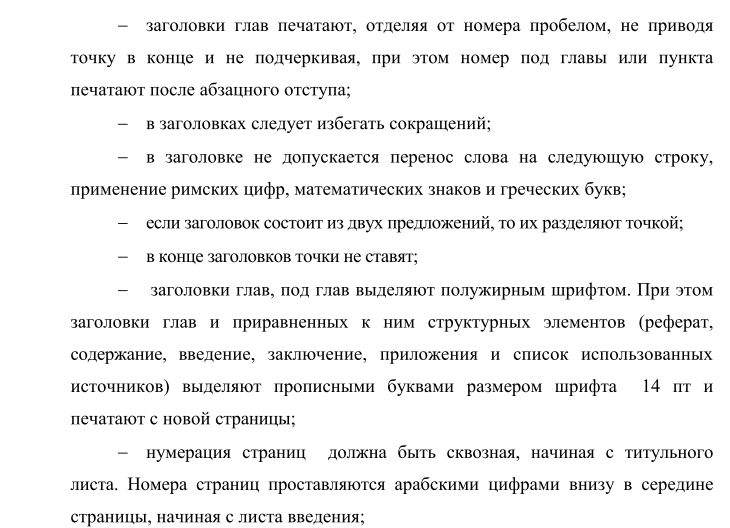 – заголовки глав печатают, отделяя от номера пробелом, не приводя
точку в конце и не подчеркивая, при этом номер под главы или пункта
печатают после абзацного отступа;
– в заголовках следует избегать сокращений;
– в заголовке не допускается перенос слова на следующую строку,
применение римских цифр, математических знаков и греческих букв;
– если заголовок состоит из двух предложений, то их разделяют точкой;
– в конце заголовков точки не ставят;
– заголовки глав, под глав выделяют полужирным шрифтом. При этом
заголовки глав и приравненных к ним структурных элементов (реферат,
содержание, введение, заключение, приложения и список использованных
источников) выделяют прописными буквами размером шрифта 14 пт и
печатают с новой страницы;
– нумерация страниц должна быть сквозная, начиная с титульного
листа. Номера страниц проставляются арабскими цифрами внизу в середине
страницы, начиная с листа введения;